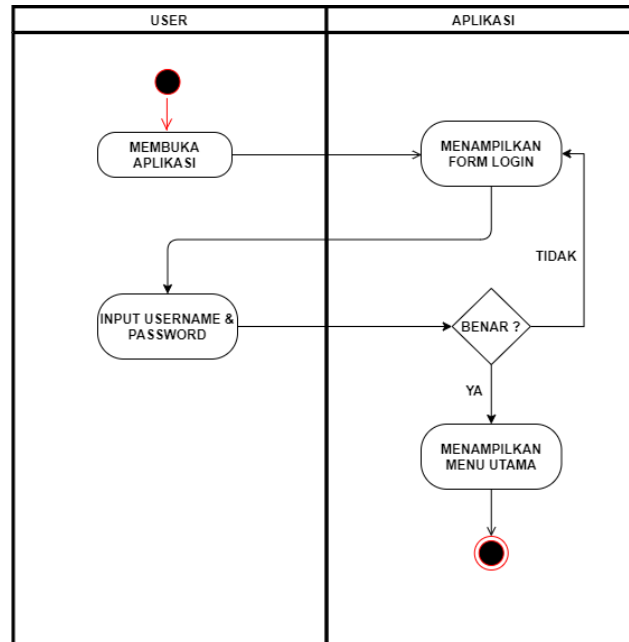 USER
APLIKASI
MEMBUKA
APLIKASI
MENAMPILKAN
FORM LOGIN
TIDAK
INPUT USERNAME &
PASSWORD
BENAR ?
YA
MENAMPILKAN
MENU UTAMA